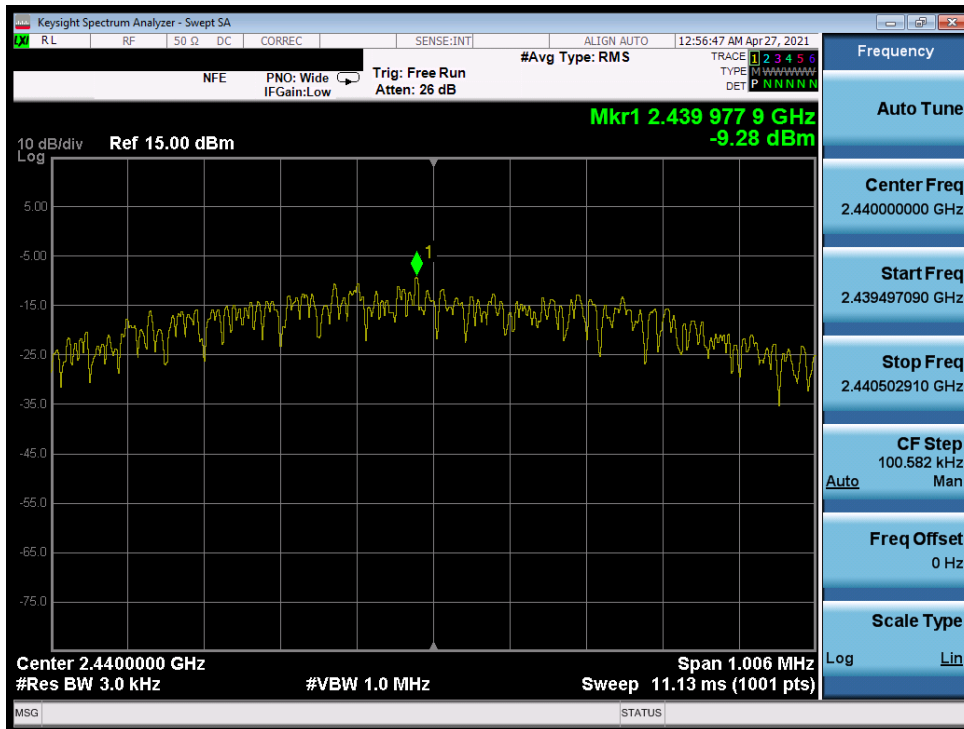 Keysight Spectrum Analyzer - Swept SA
LXI RL RF 50 Ω DC CORREC SENSE:INT ALIGN AUTO 12:56:47 AM Apr 27, 2021
Frequency
#Avg Type: RMS
TRACE 1 2 3 4 5 6
TYPE M W W W W W
DET P N N N N N
NFE
PNO: Wide
IFGain:Low
Trig: Free Run
Atten: 26 dB
Auto Tune
Mkr1 2.439 977 9 GHz
-9.28 dBm
10 dB/div
Log
Ref 15.00 dBm
5.00
-5.00
-15.0
-25.0
-35.0
-45.0
-55.0
-65.0
-75.0
1
Center Freq
2.440000000 GHz
Start Freq
2.439497090 GHz
Stop Freq
2.440502910 GHz
CF Step
100.582 kHz
Auto Man
Freq Offset
0 Hz
Scale Type
Log Lin
Center 2.4400000 GHz
Span 1.006 MHz
#Res BW 3.0 kHz
#VBW 1.0 MHz
Sweep 11.13 ms (1001 pts)
MSG
STATUS